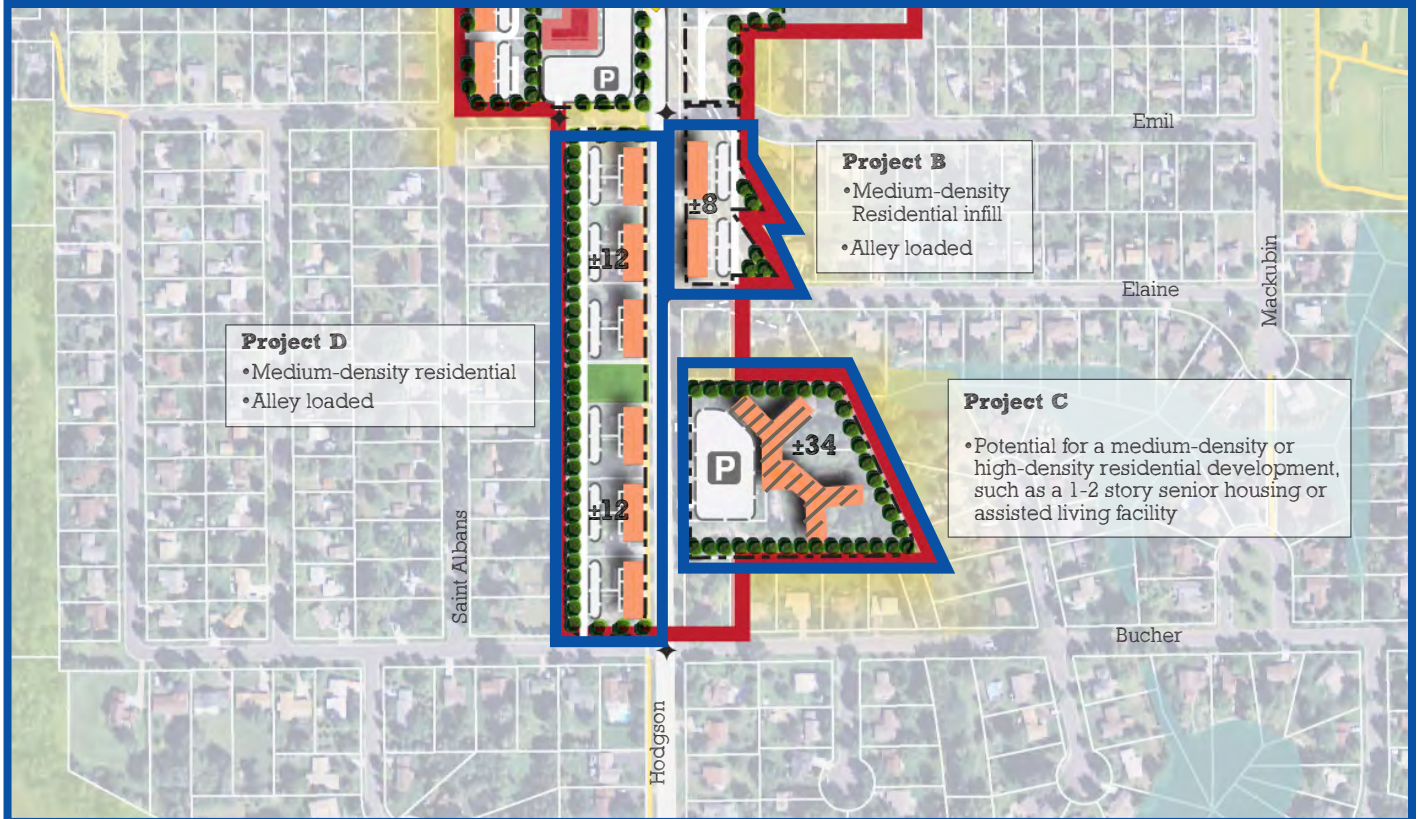 P
Emil
Project B
•Medium-density
Residential infill
•Alley loaded
±8
±12
Mackubin
Elaine
Project D
•Medium-density residential
•Alley loaded
Project C
•Potential for a medium-density or
high-density residential development,
such as a 1-2 story senior housing or
assisted living facility
±34
P
±12
Saint Albans
Bucher
Hodgson